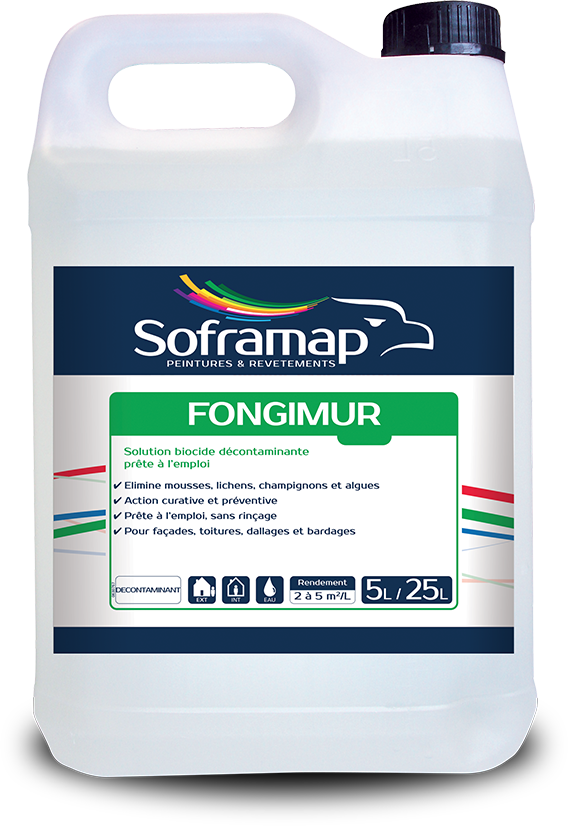 Soframap
PEINTURES & REVETEMENTS
FONGIMUR
Solution biocide décontaminante
prête à l'emploi
✔ Elimine mousses, lichens, champignons et algues
✔ Action curative et préventive
✔ Prête à l'emploi, sans rinçage
✔ Pour façades, toitures, dallages et bardages
DECONTAMINANT
EXT
INT
EAU
Rendement
2 à 5 m²/L
5L / 25L